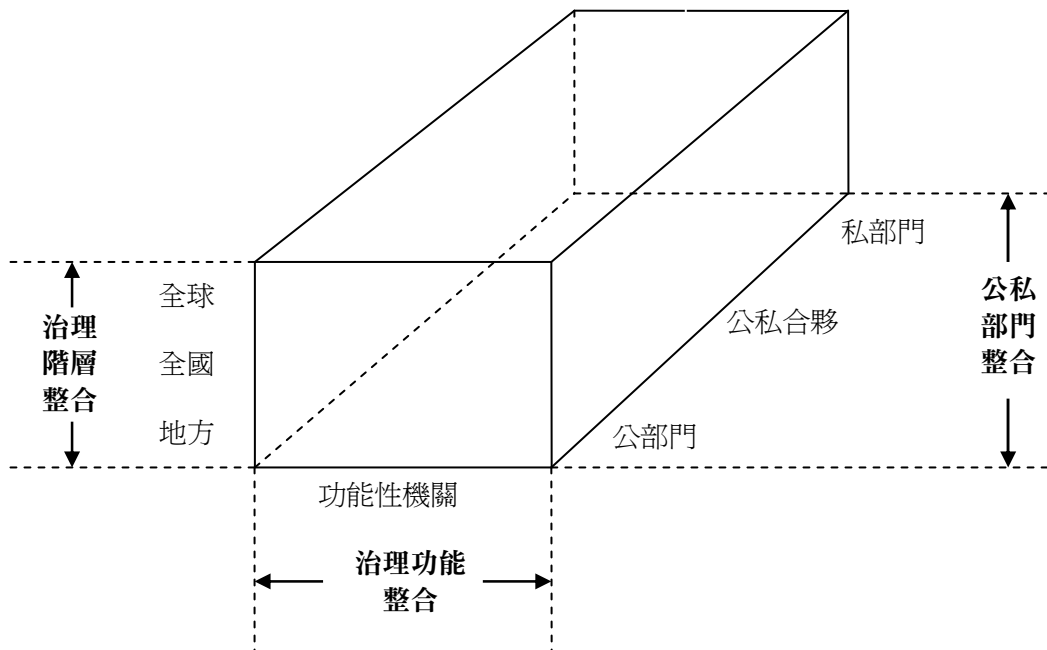 私部門
全球
公私
部門
整合
治理
階層
整合
公私合夥
全國
地方
公部門
功能性機關
治理功能
整合